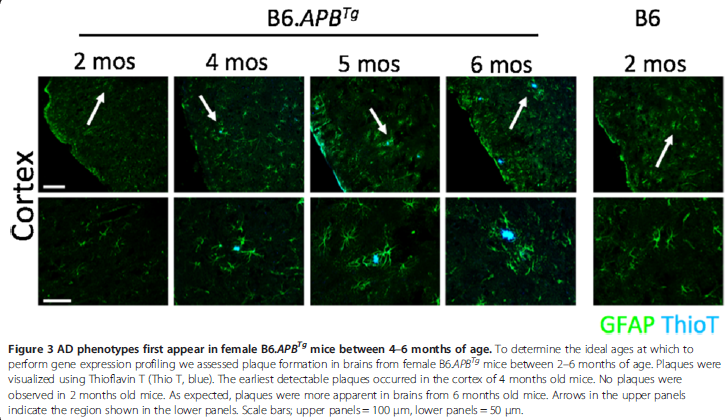 B6.APBTg B6
2 mos 4 mos 5 mos 6 mos 2 mos
Cortex
GFAP ThioT
Figure 3 AD phenotypes first appear in female B6.APBTg mice between 4–6 months of age. To determine the ideal ages at which to
perform gene expression profiling we assessed plaque formation in brains from female B6.APBTg mice between 2–6 months of age. Plaques were
visualized using Thioflavin T (Thio T, blue). The earliest detectable plaques occurred in the cortex of 4 months old mice. No plaques were
observed in 2 months old mice. As expected, plaques were more apparent in brains from 6 months old mice. Arrows in the upper panels
indicate the region shown in the lower panels. Scale bars; upper panels = 100 μm, lower panels = 50 μm.